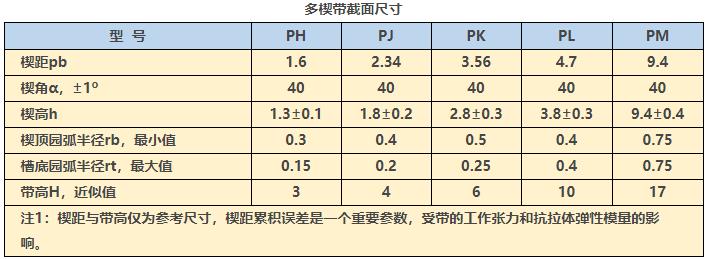 多楔带截面尺寸
型 号 PH PJ PK PL PM
楔距pb 1.6 2.34 3.56 4.7 9.4
楔角α，±1º 40 40 40 40 40
楔高h 1.3±0.1 1.8±0.2 2.8±0.3 3.8±0.3 9.4±0.4
楔顶园弧半径rb，最小值 0.3 0.4 0.5 0.4 0.75
槽底园弧半径rt，最大值 0.15 0.2 0.25 0.4 0.75
带高H，近似值 3 4 6 10 17
注1：楔距与带高仅为参考尺寸，楔距累积误差是一个重要参数，受带的工作张力和抗拉体弹性模量的影
响。